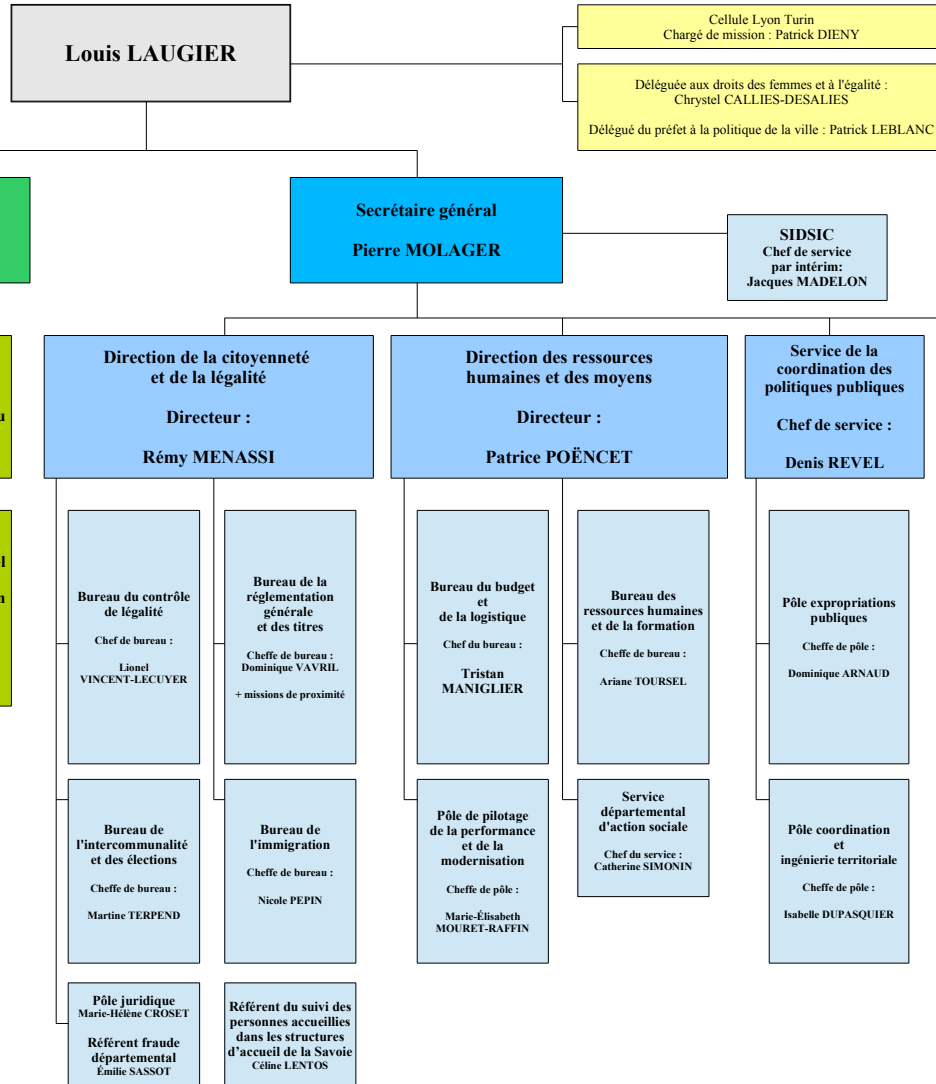 Louis LAUGIER
Cellule Lyon Turin
Chargé de mission : Patrick DIENY
Déléguée aux droits des femmes et à l'égalité :
Chrystel CALLIES-DESALIES
Délégué du préfet à la politique de la ville : Patrick LEBLANC
Secrétaire général
Pierre MOLAGER
SIDSIC
Chef de service
par intérim:
Jacques MADELON
u
el
n
Direction de la citoyenneté
et de la légalité
Directeur :
Rémy MENASSI
Direction des ressources
humaines et des moyens
Directeur :
Patrice POËNCET
Service de la
coordination des
politiques publiques
Chef de service :
Denis REVEL
Bureau du contrôle
de légalité
Chef de bureau :
Lionel
VINCENT-LECUYER
Bureau de la
réglementation
générale
et des titres
Cheffe de bureau :
Dominique VAVRIL
+ missions de proximité
Bureau du budget
et
de la logistique
Chef du bureau :
Tristan
MANIGLIER
Bureau des
ressources humaines
et de la formation
Cheffe de bureau :
Ariane TOURSEL
Pôle expropriations
publiques
Cheffe de pôle :
Dominique ARNAUD
Bureau de
l'intercommunalité
et des élections
Cheffe de bureau :
Martine TERPEND
Bureau de
l'immigration
Cheffe de bureau :
Nicole PEPIN
Pôle de pilotage
de la performance
et de la
modernisation
Cheffe de pôle :
Marie-Élisabeth
MOURET-RAFFIN
Service
départemental
d'action sociale
Chef du service :
Catherine SIMONIN
Pôle coordination
et
ingénierie territoriale
Cheffe de pôle :
Isabelle DUPASQUIER
Pôle juridique
Marie-Hélène CROSET
Référent fraude
départemental
Émilie SASSOT
Référent du suivi des
personnes accueillies
dans les structures
d'accueil de la Savoie
Céline LENTOS